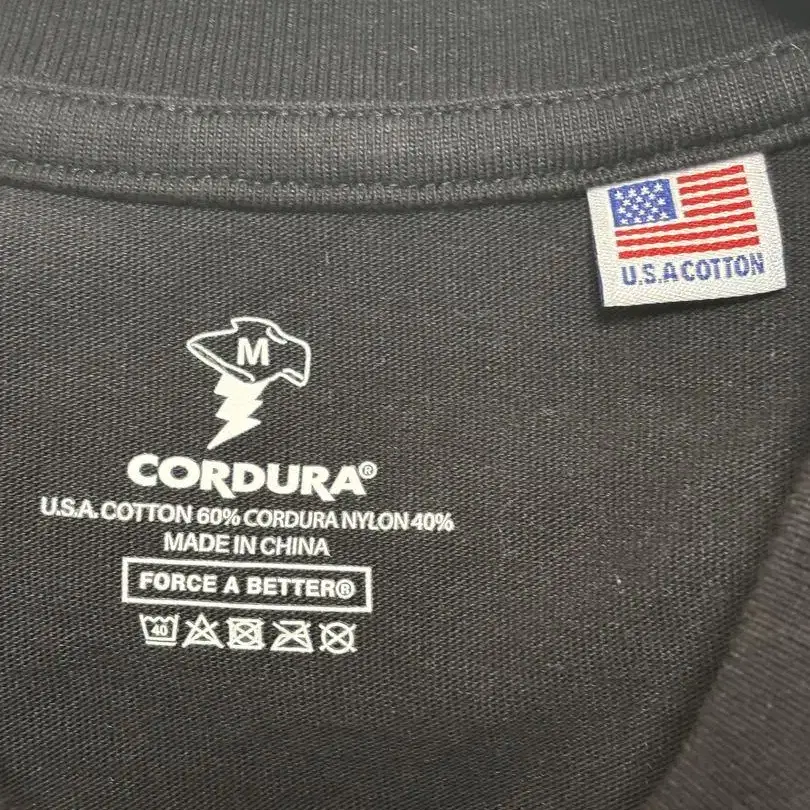 U.S.A COTTON
M
CORDURA®
U.S.A. COTTON 60% CORDURA NYLON 40%
MADE IN CHINA
FORCE A BETTER®
40